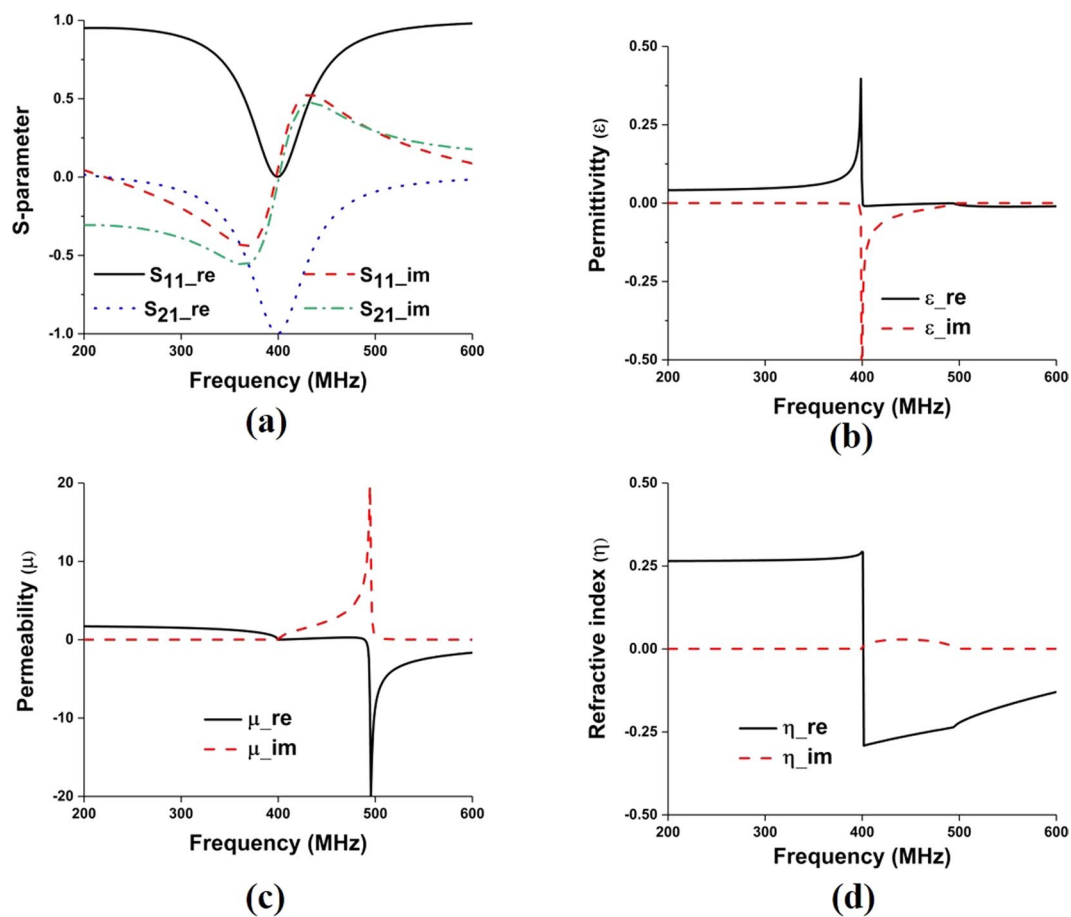 1.0
0.5
0.0
-0.5
-1.0
S-parameter
S11_re
S11_im
S21_re
S21_im
200 300 400 500 600
Frequency (MHz)
(a)
0.50
0.25
0.00
-0.25
-0.50
Permittivitty (ε)
ε_re
ε_im
200 300 400 500 600
Frequency (MHz)
(b)
20
10
0
-10
-20
Permeability (μ)
μ_re
μ_im
200 300 400 500 600
Frequency (MHz)
(c)
0.50
0.25
0.00
-0.25
-0.50
Refractive index (η)
η_re
η_im
200 300 400 500 600
Frequency (MHz)
(d)